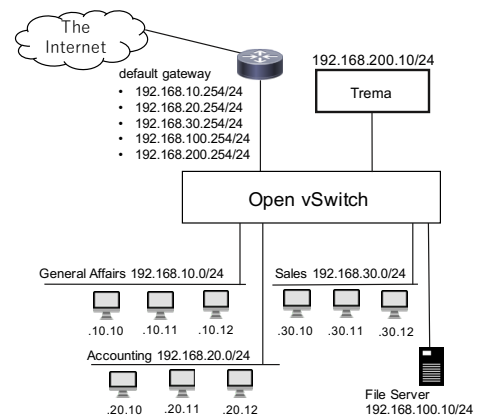 The
Internet
default gateway
• 192.168.10.254/24
• 192.168.20.254/24
• 192.168.30.254/24
• 192.168.100.254/24
• 192.168.200.254/24
192.168.200.10/24
Trema
Open vSwitch
General Affairs 192.168.10.0/24
.10.10 .10.11 .10.12
Sales 192.168.30.0/24
.30.10 .30.11 .30.12
Accounting 192.168.20.0/24
.20.10 .20.11 .20.12
File Server
192.168.100.10/24